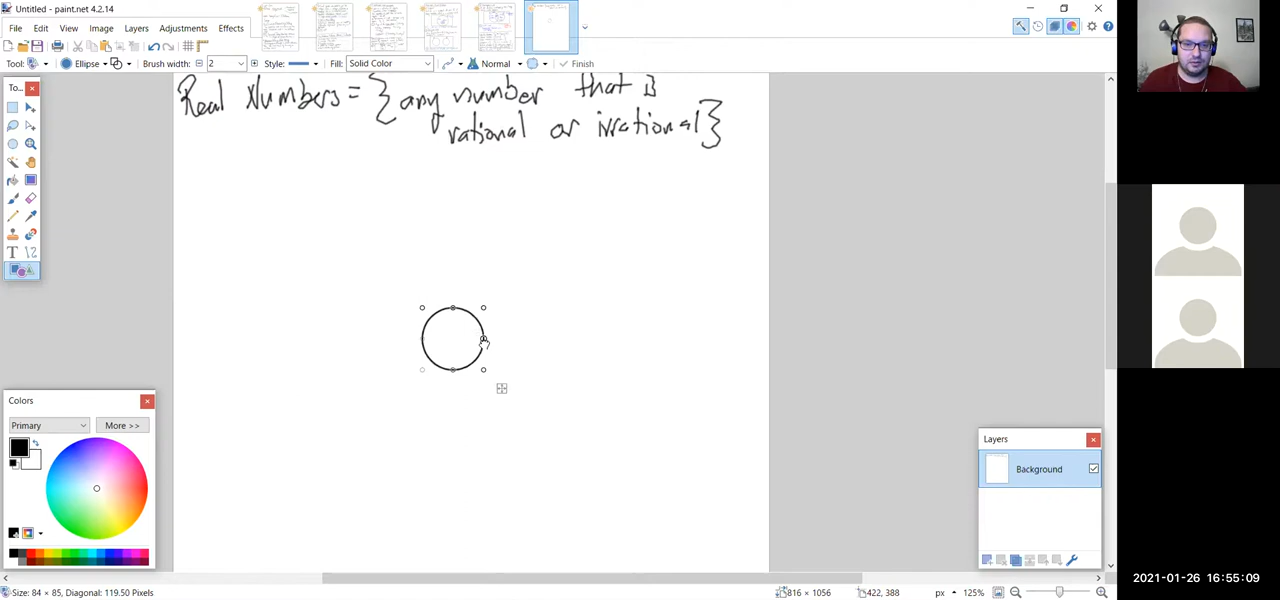 Untitled - paint.net 4.2.14
File Edit View Image Layers Adjustments Effects
Tool: Ellipse Brush width: 2 Style: Fill: Solid Color Normal Finish
To...
Real Numbers = { any number that is
rational or irrational }
Colors
Primary More >>
Layers
Background
Size: 84 × 85, Diagonal: 119.50 Pixels
816 × 1056
422, 388
px
125%
2021-01-26 16:55:09